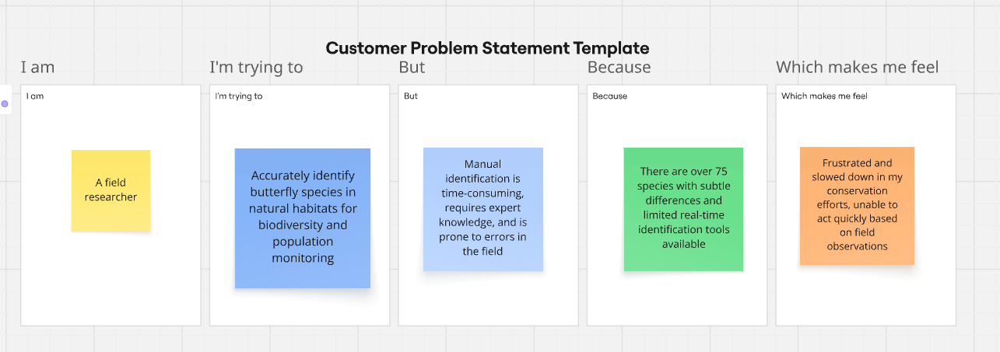 Customer Problem Statement Template
I am
I'm trying to
But
Because
Which makes me feel
I am
A field
researcher
I'm trying to
Accurately identify
butterfly species in
natural habitats for
biodiversity and
population
monitoring
But
Manual
identification is
time-consuming,
requires expert
knowledge, and is
prone to errors in
the field
Because
There are over 75
species with subtle
differences and
limited real-time
identification tools
available
Which makes me feel
Frustrated and
slowed down in my
conservation
efforts, unable to
act quickly based
on field
observations